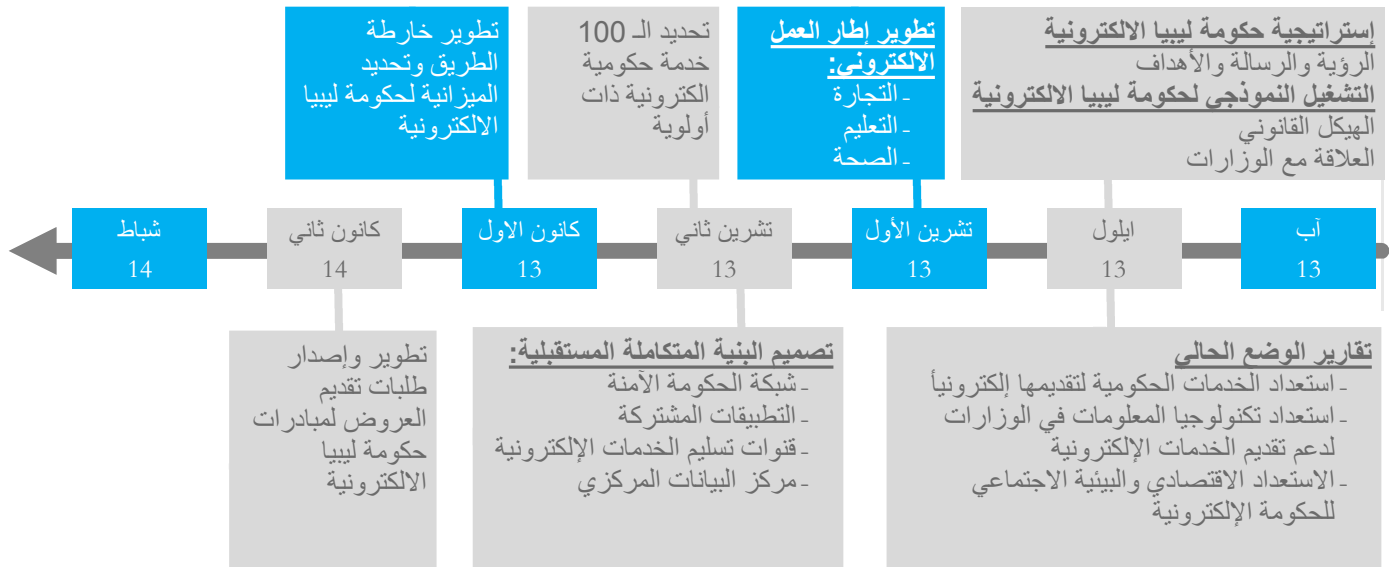 إستراتيجية حكومة ليبيا الالكترونية
الرؤية والرسالة والأهداف
التشغيل النموذجي لحكومة ليبيا الالكترونية
الهيكل القانوني
العلاقة مع الوزارات
تطوير إطار العمل
الالكتروني:
- التجارة
- التعليم
- الصحة
تحديد الـ 100
خدمة حكومية
الكترونية ذات
أولوية
تطوير خارطة
الطريق وتحديد
الميزانية لحكومة ليبيا
الالكترونية
آب
13
ايلول
13
تشرين الأول
13
تشرين ثاني
13
كانون الاول
13
كانون ثاني
14
شباط
14
تقارير الوضع الحالي
- استعداد الخدمات الحكومية لتقديمها إلكترونيأ
- استعداد تكنولوجيا المعلومات في الوزارات
لدعم تقديم الخدمات الإلكترونية
- الاستعداد الاقتصادي والبيئية الاجتماعي
للحكومة الإلكترونية
تصميم البنية المتكاملة المستقبلية:
- شبكة الحكومة الآمنة
- التطبيقات المشتركة
- قنوات تسليم الخدمات الإلكترونية
- مركز البيانات المركزي
تطوير وإصدار
طلبات تقديم
العروض لمبادرات
حكومة ليبيا
الالكترونية